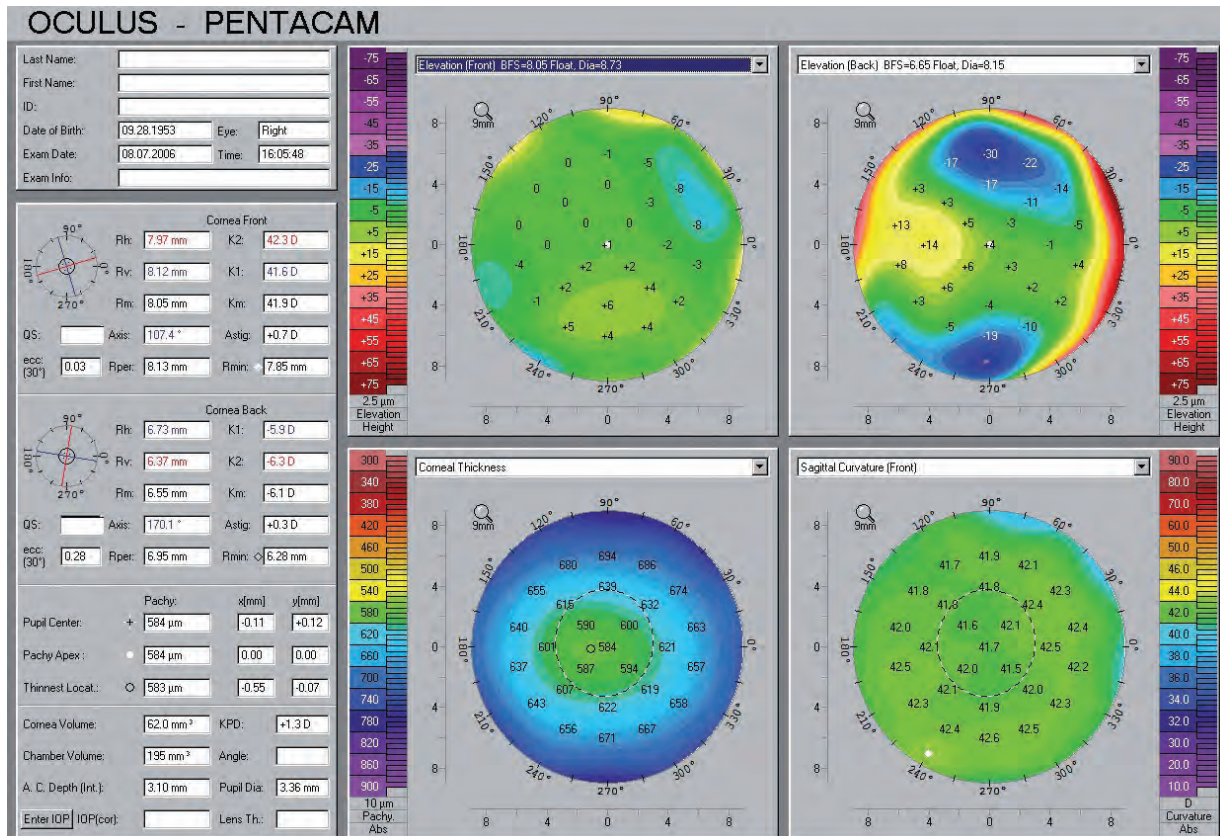 OCULUS - PENTACAM
Last Name:
First Name:
ID:
Date of Birth: 09.28.1953 Eye: Right
Exam Date: 08.07.2006 Time: 16:05:48
Exam Info:
Cornea Front
90°
180° 0°
270°
Rh: 7.97 mm K2: 42.3 D
Rv: 8.12 mm K1: 41.6 D
Rm: 8.05 mm Km: 41.9 D
QS: Axis: 107.4 ° Astig: +0.7 D
ecc: (30°) 0.03 Rper: 8.13 mm Rmin: 7.85 mm
Cornea Back
90°
180° 0°
270°
Rh: 6.73 mm K1: -5.9 D
Rv: 6.37 mm K2: -6.3 D
Rm: 6.55 mm Km: -6.1 D
QS: Axis: 170.1 ° Astig: +0.3 D
ecc: (30°) 0.28 Rper: 6.95 mm Rmin: 6.28 mm
Pachy: x[mm] y[mm]
Pupil Center: + 584 µm -0.11 +0.12
Pachy Apex : 584 µm 0.00 0.00
Thinnest Locat.: O 583 µm -0.55 -0.07
Cornea Volume: 62.0 mm³ KPD: +1.3 D
Chamber Volume: 195 mm³ Angle:
A. C. Depth (Int.): 3.10 mm Pupil Dia: 3.36 mm
Enter IOP IOP(cor): Lens Th.:
-75
-65
-55
-45
-35
-25
-15
-5
+5
+15
+25
+35
+45
+55
+65
+75
2.5 µm
Elevation
Height
Elevation (Front) BFS=8.05 Float, Dia=8.73
9mm
90°
120° 60°
150° 30°
180° 0°
210° 330°
240° 300°
270°
8
4
0
4
8
8 4 0 4 8
-1
0 -5
0 0 -8
0 -3
0 0 0 -8
0 +1 -2
-4 +2 +2 -3
+2 +4
-1 +6 +2
+5 +4
+4
Elevation (Back) BFS=6.65 Float, Dia=8.15
9mm
90°
120° 60°
150° 30°
180° 0°
210° 330°
240° 300°
270°
8
4
0
4
8
8 4 0 4 8
-30
-17 -22
+3 -17 -14
-3 -11
+13 +5 -3 -5
+14 +4 -1
+8 +6 +3 +1
+6 -1
+3 -4 +2
-5 -10
-19
-75
-65
-55
-45
-35
-25
-15
-5
+5
+15
+25
+35
+45
+55
+65
+75
2.5 µm
Elevation
Height
300
340
380
420
460
500
540
580
620
660
700
740
780
820
860
900
10 µm
Pachy.
Abs
Corneal Thickness
9mm
90°
120° 60°
150° 30°
180° 0°
210° 330°
240° 300°
270°
8
4
0
4
8
8 4 0 4 8
694
680 686
655 639 674
615 632
640 590 600 663
601 584 621
637 587 594 657
607 619
643 622 658
656 667
671
Sagittal Curvature (Front)
9mm
90°
120° 60°
150° 30°
180° 0°
210° 330°
240° 300°
270°
8
4
0
4
8
8 4 0 4 8
41.9
41.7 42.1
41.8 41.8 42.3
41.8 42.4
42.0 41.6 42.1 42.4
41.7 42.5
42.5 42.0 41.5 42.2
42.1 42.0
42.3 41.9 42.3
42.4 42.5
42.6
90.0
80.0
70.0
60.0
50.0
46.0
44.0
42.0
40.0
38.0
36.0
34.0
32.0
30.0
20.0
10.0
D
Curvature
Abs